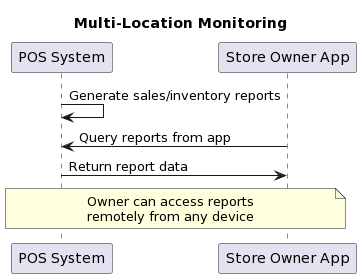 Multi-Location Monitoring
POS System
Store Owner App
Generate sales/inventory reports
Query reports from app
Return report data
Owner can access reports
remotely from any device
POS System
Store Owner App